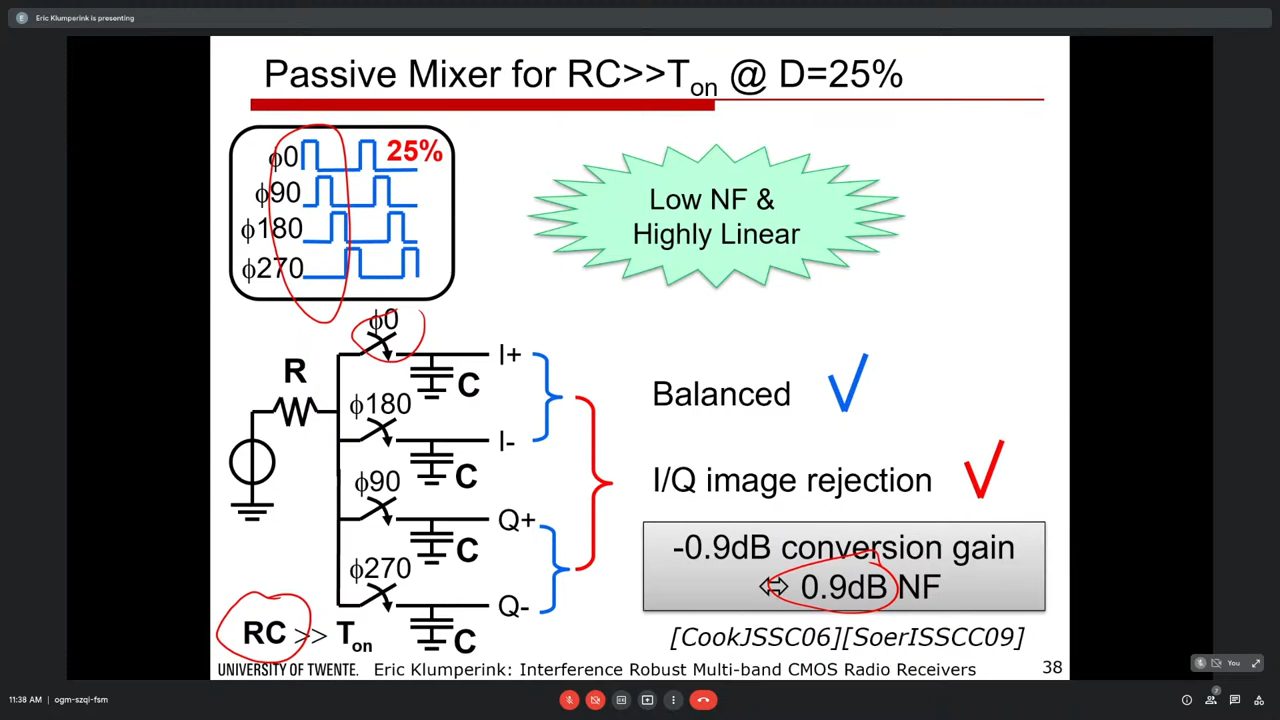 Eric Klumperink is presenting
Passive Mixer for RC>>Ton @ D=25%
ϕ0
25%
ϕ90
ϕ180
ϕ270
Low NF &
Highly Linear
ϕ0
I+
R
C
ϕ180
I-
C
Balanced
ϕ90
Q+
C
I/Q image rejection
ϕ270
Q-
C
-0.9dB conversion gain
⇔ 0.9dB NF
RC >> Ton
[CookJSSC06][SoerISSCC09]
UNIVERSITY OF TWENTE. Eric Klumperink: Interference Robust Multi-band CMOS Radio Receivers 38
You
11:38 AM | ogm-szql-fsm
7